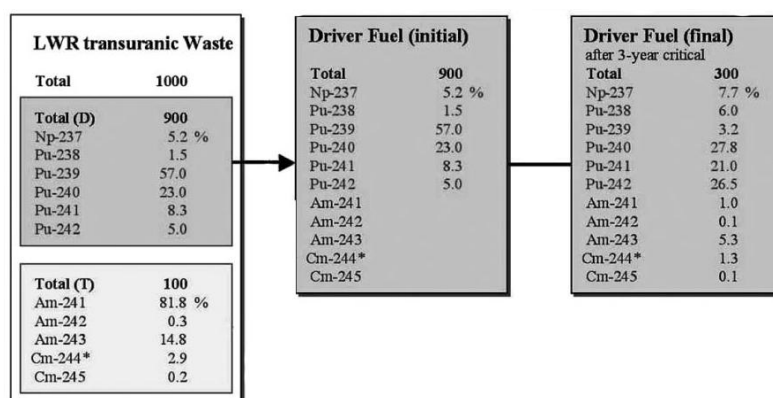 LWR transuranic Waste
Total 1000
Total (D) 900
Np-237 5.2 %
Pu-238 1.5
Pu-239 57.0
Pu-240 23.0
Pu-241 8.3
Pu-242 5.0
Total (T) 100
Am-241 81.8 %
Am-242 0.3
Am-243 14.8
Cm-244* 2.9
Cm-245 0.2
Driver Fuel (initial)
Total 900
Np-237 5.2 %
Pu-238 1.5
Pu-239 57.0
Pu-240 23.0
Pu-241 8.3
Pu-242 5.0
Am-241
Am-242
Am-243
Cm-244*
Cm-245
Driver Fuel (final)
after 3-year critical
Total 300
Np-237 7.7 %
Pu-238 6.0
Pu-239 3.2
Pu-240 27.8
Pu-241 21.0
Pu-242 26.5
Am-241 1.0
Am-242 0.1
Am-243 5.3
Cm-244* 1.3
Cm-245 0.1